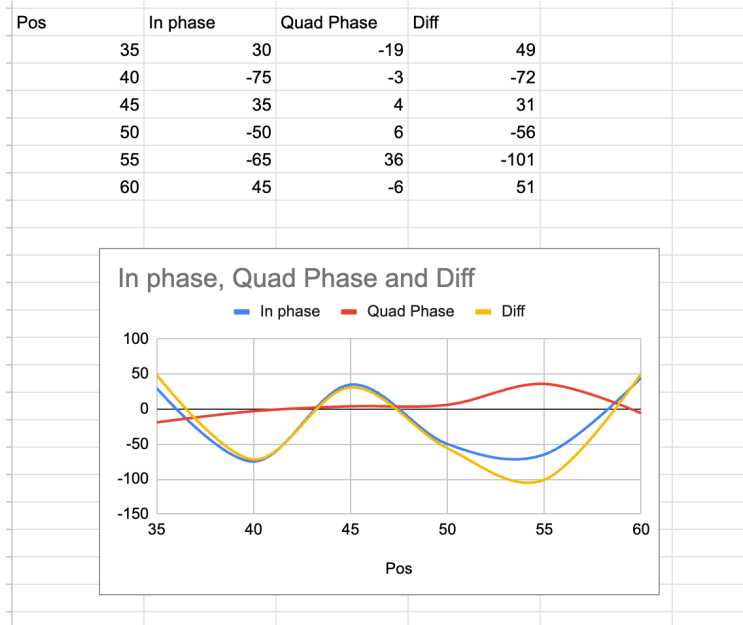 Pos In phase Quad Phase Diff
35 30 -19 49
40 -75 -3 -72
45 35 4 31
50 -50 6 -56
55 -65 36 -101
60 45 -6 51
In phase, Quad Phase and Diff
In phase Quad Phase Diff
100
50
0
-50
-100
-150
35 40 45 50 55 60
Pos